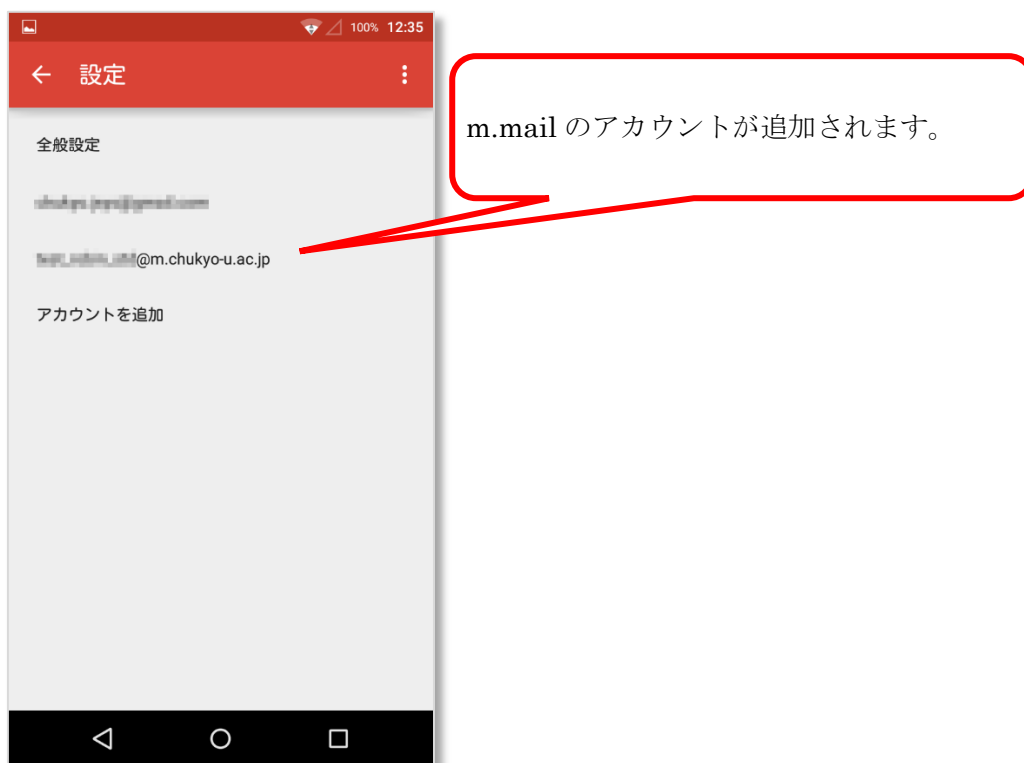 100% 12:35
設定
全般設定
@m.chukyo-u.ac.jp
アカウントを追加
m.mail のアカウントが追加されます。